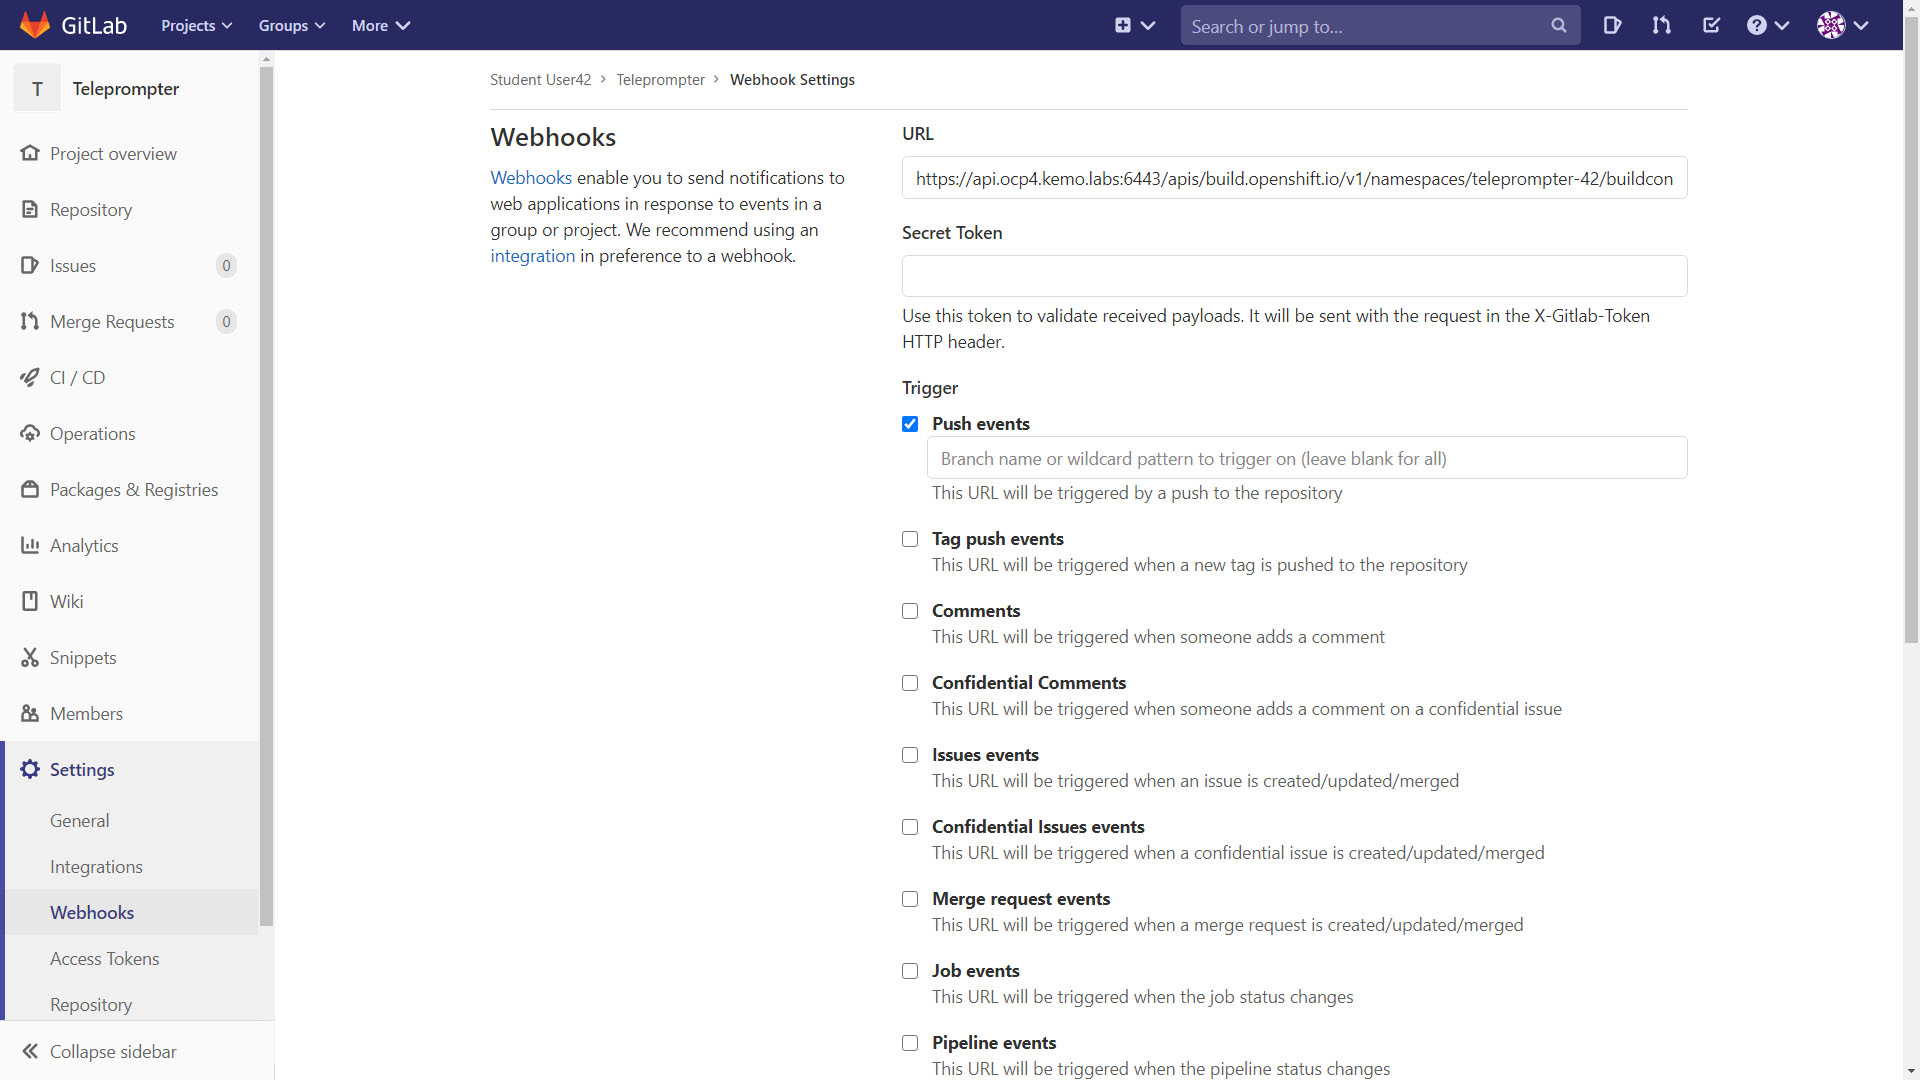 GitLab Projects Groups More Search or jump to...
T Teleprompter
Project overview
Repository
Issues 0
Merge Requests 0
CI / CD
Operations
Packages & Registries
Analytics
Wiki
Snippets
Members
Settings
General
Integrations
Webhooks
Access Tokens
Repository
Collapse sidebar
Student User42 > Teleprompter > Webhook Settings
Webhooks
Webhooks enable you to send notifications to
web applications in response to events in a
group or project. We recommend using an
integration in preference to a webhook.
URL
https://api.ocp4.kemo.labs:6443/apis/build.openshift.io/v1/namespaces/teleprompter-42/buildcon
Secret Token
Use this token to validate received payloads. It will be sent with the request in the X-Gitlab-Token
HTTP header.
Trigger
Push events
Branch name or wildcard pattern to trigger on (leave blank for all)
This URL will be triggered by a push to the repository
Tag push events
This URL will be triggered when a new tag is pushed to the repository
Comments
This URL will be triggered when someone adds a comment
Confidential Comments
This URL will be triggered when someone adds a comment on a confidential issue
Issues events
This URL will be triggered when an issue is created/updated/merged
Confidential Issues events
This URL will be triggered when a confidential issue is created/updated/merged
Merge request events
This URL will be triggered when a merge request is created/updated/merged
Job events
This URL will be triggered when the job status changes
Pipeline events
This URL will be triggered when the pipeline status changes